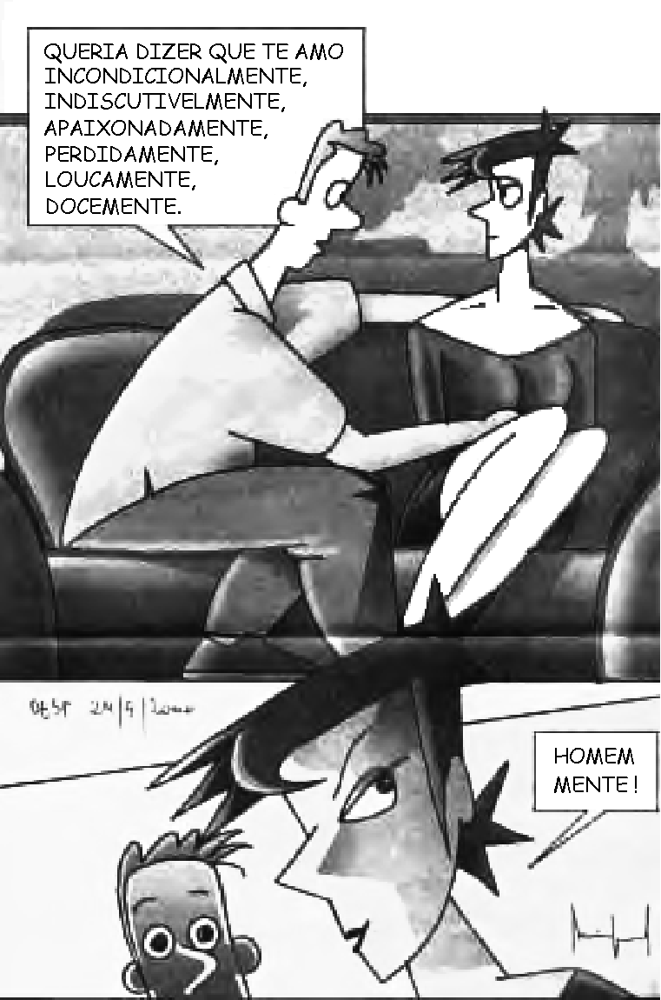 QUERIA DIZER QUE TE AMO
INCONDICIONALMENTE,
INDISCUTIVELMENTE,
APAIXONADAMENTE,
PERDIDAMENTE,
LOUCAMENTE,
DOCEMENTE.
HOMEM
MENTE!